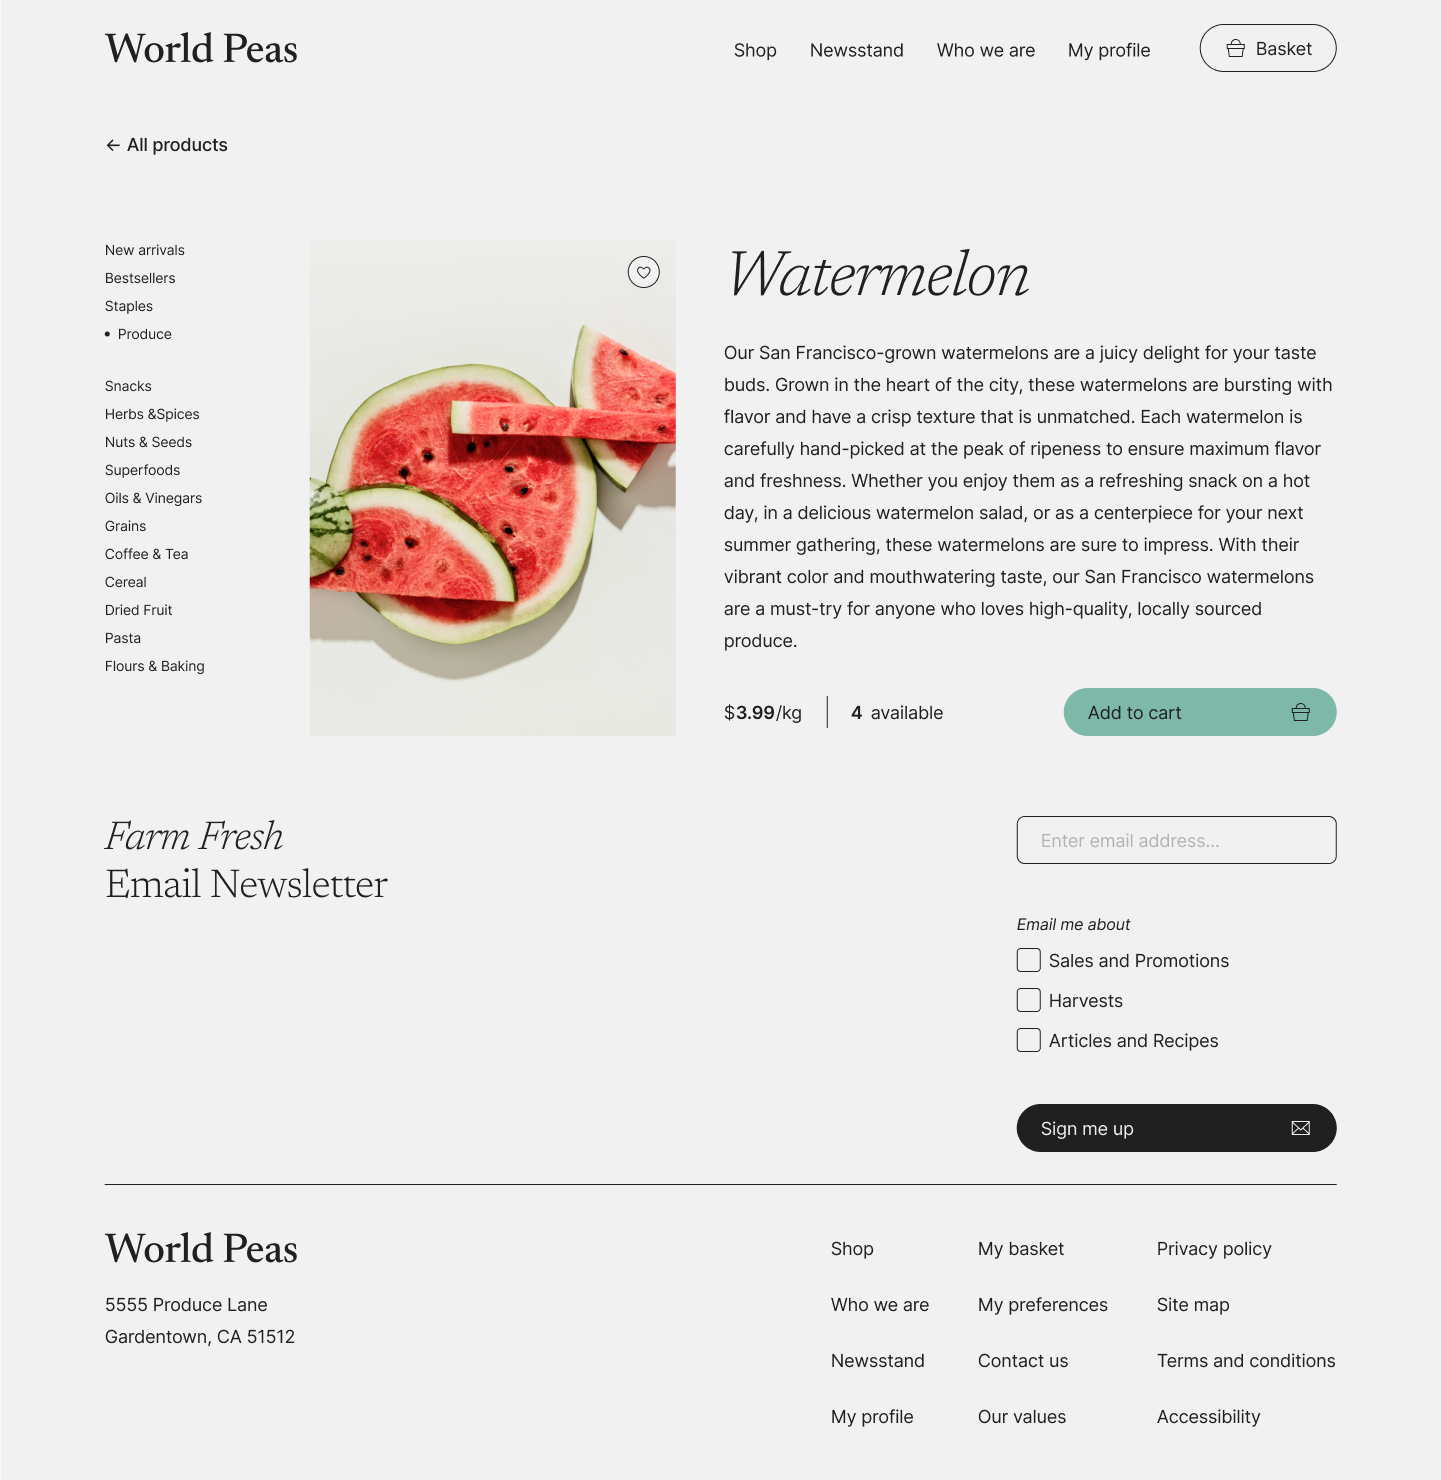 World Peas
Shop Newsstand Who we are My profile Basket
← All products
New arrivals
Bestsellers
Staples
• Produce
Snacks
Herbs &Spices
Nuts & Seeds
Superfoods
Oils & Vinegars
Grains
Coffee & Tea
Cereal
Dried Fruit
Pasta
Flours & Baking
Watermelon
Our San Francisco-grown watermelons are a juicy delight for your taste
buds. Grown in the heart of the city, these watermelons are bursting with
flavor and have a crisp texture that is unmatched. Each watermelon is
carefully hand-picked at the peak of ripeness to ensure maximum flavor
and freshness. Whether you enjoy them as a refreshing snack on a hot
day, in a delicious watermelon salad, or as a centerpiece for your next
summer gathering, these watermelons are sure to impress. With their
vibrant color and mouthwatering taste, our San Francisco watermelons
are a must-try for anyone who loves high-quality, locally sourced
produce.
$3.99/kg 4 available Add to cart
Farm Fresh
Email Newsletter
Enter email address...
Email me about
Sales and Promotions
Harvests
Articles and Recipes
Sign me up
World Peas
5555 Produce Lane
Gardentown, CA 51512
Shop
Who we are
Newsstand
My profile
My basket
My preferences
Contact us
Our values
Privacy policy
Site map
Terms and conditions
Accessibility